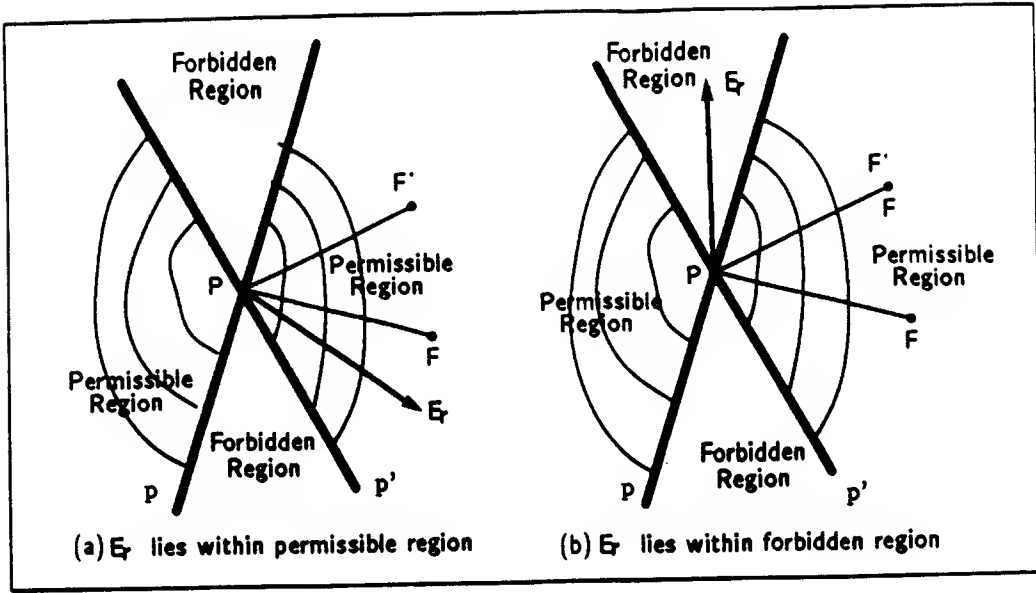 Forbidden
Region
F'
P
Permissible
Region
F
Permissible
Region
Er
Forbidden
Region
p
p'
(a) Er lies within permissible region
Forbidden
Region
Er
F'
F
P
Permissible
Region
Permissible
Region
F
Forbidden
Region
p
p'
(b) Er lies within forbidden region